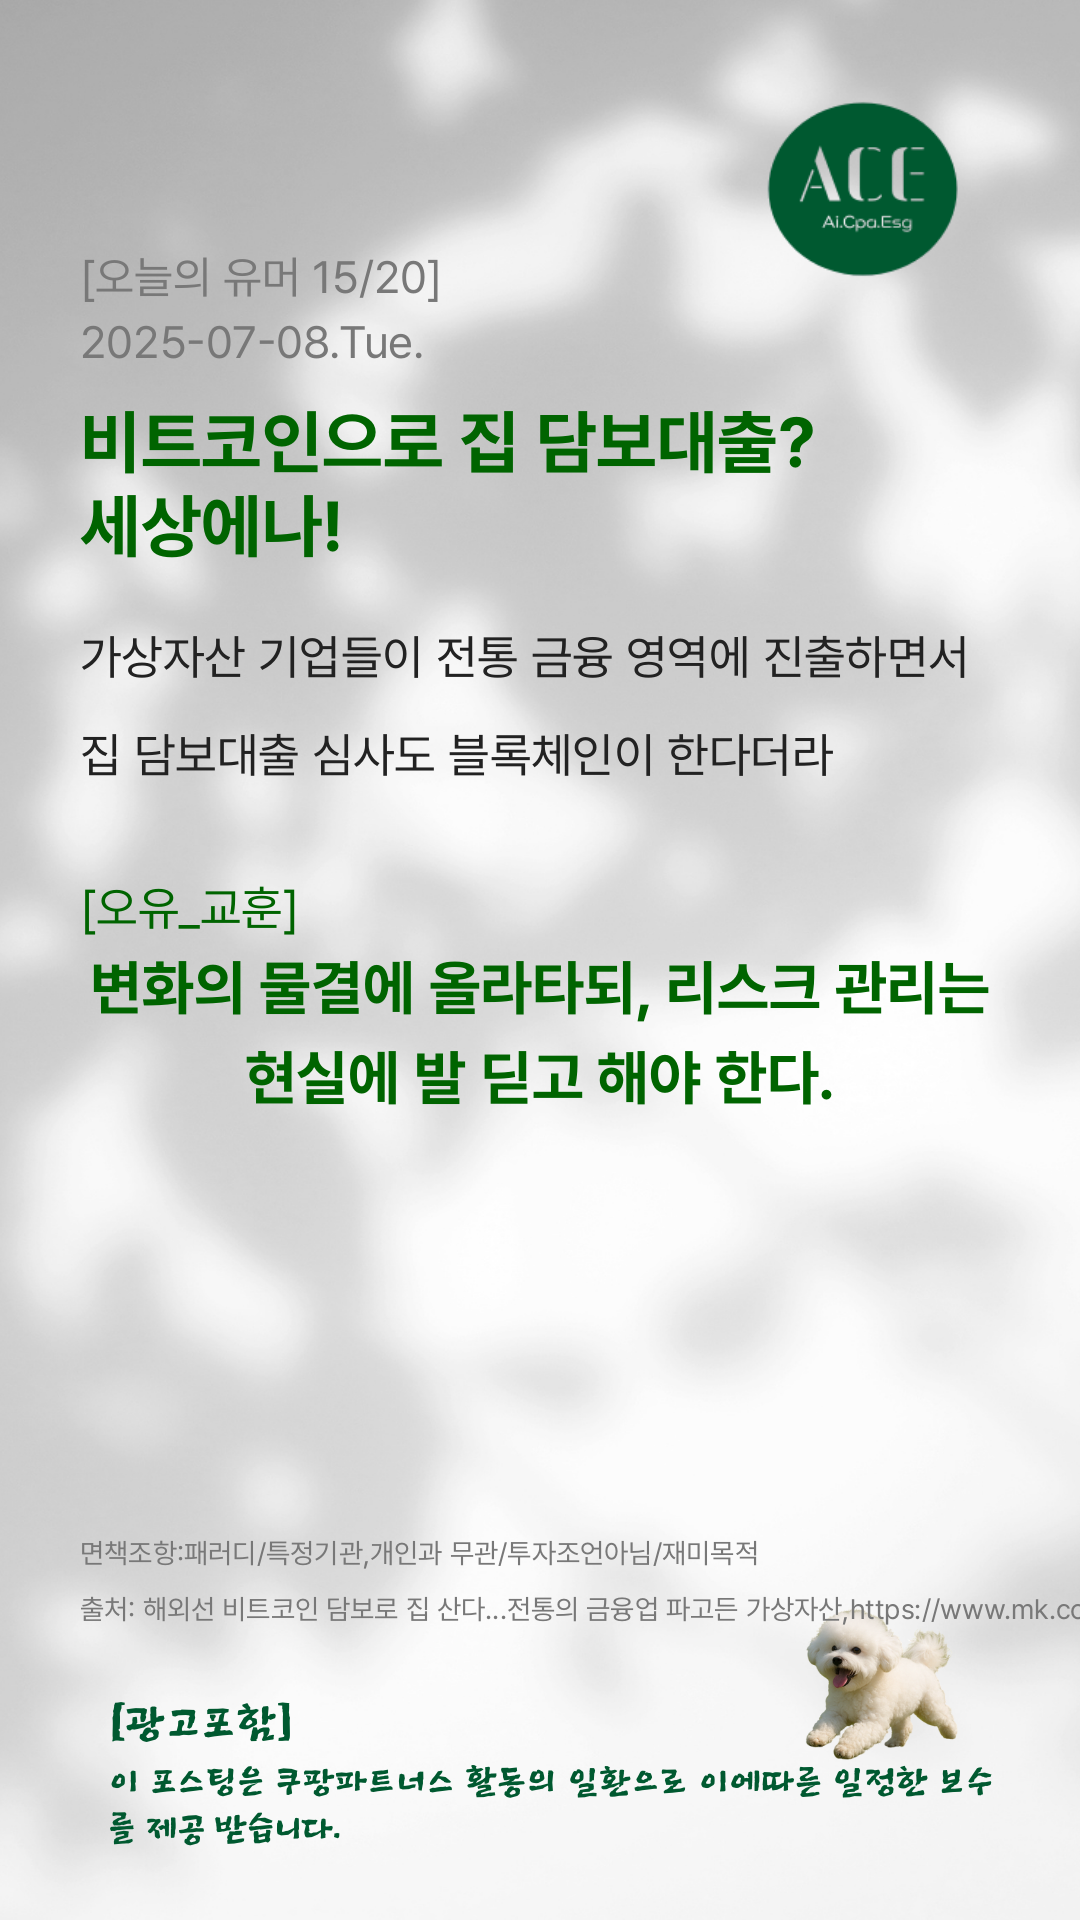 ACE
Ai.Cpa.Esg
[오늘의 유머 15/20]
2025-07-08.Tue.
비트코인으로 집 담보대출?
세상에나!
가상자산 기업들이 전통 금융 영역에 진출하면서
집 담보대출 심사도 블록체인이 한다더라
[오유_교훈]
변화의 물결에 올라타되, 리스크 관리는
현실에 발 딛고 해야 한다.
면책조항:패러디/특정기관,개인과 무관/투자조언아님/재미목적
출처: 해외선 비트코인 담보로 집 산다...전통의 금융업 파고든 가상자산,https://www.mk.co
[광고포함]
이 포스팅은 쿠팡파트너스 활동의 일환으로 이에따른 일정한 보수
를 제공 받습니다.